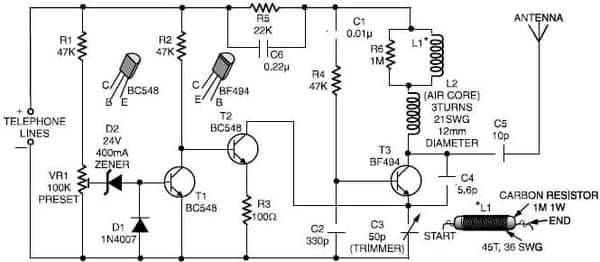 R1
47K
R2
47K
R5
22K
C6
0.22µ
C1
0.01µ
R6
1M
L1*
ANTENNA
C
B
E
BC548
C
E
B
BF494
R4
47K
L2
(AIR CORE)
3TURNS
21SWG
12mm
DIAMETER
C5
10p
+
TELEPHONE
LINES
–
D2
24V
400mA
ZENER
T2
BC548
T3
BF494
C4
5.6p
VR1
100K
PRESET
T1
BC548
R3
100Ω
D1
1N4007
C2
330p
C3
50p
(TRIMMER)
CARBON RESISTOR
*L1
1M 1W
START
END
45T, 36 SWG